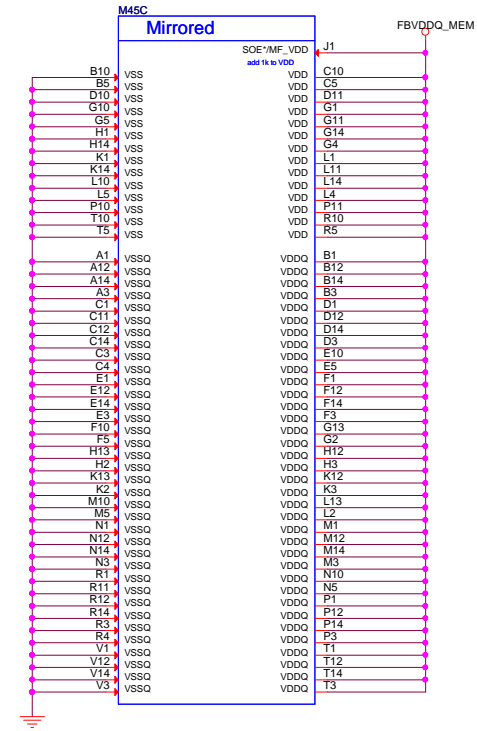 M45C
Mirrored
FBVDDQ_MEM
SOE*/MF_VDD J1
add 1k to VDD
B10 VSS VDD C10
B5 VSS VDD C5
D10 VSS VDD D11
G10 VSS VDD G1
G5 VSS VDD G11
H1 VSS VDD G14
H14 VSS VDD G4
K1 VSS VDD L1
K14 VSS VDD L11
L10 VSS VDD L14
L5 VSS VDD L4
P10 VSS VDD P11
T10 VSS VDD R10
T5 VSS VDD R5
A1 VSSQ VDDQ B1
A12 VSSQ VDDQ B12
A14 VSSQ VDDQ B14
A3 VSSQ VDDQ B3
C1 VSSQ VDDQ D1
C11 VSSQ VDDQ D12
C12 VSSQ VDDQ D14
C14 VSSQ VDDQ D3
C3 VSSQ VDDQ E10
C4 VSSQ VDDQ E5
E1 VSSQ VDDQ F1
E12 VSSQ VDDQ F12
E14 VSSQ VDDQ F14
E3 VSSQ VDDQ F3
F10 VSSQ VDDQ G13
F5 VSSQ VDDQ G2
H13 VSSQ VDDQ H12
H2 VSSQ VDDQ H3
K13 VSSQ VDDQ K12
K2 VSSQ VDDQ K3
M10 VSSQ VDDQ L13
M5 VSSQ VDDQ L2
N1 VSSQ VDDQ M1
N12 VSSQ VDDQ M12
N14 VSSQ VDDQ M14
N3 VSSQ VDDQ M3
R1 VSSQ VDDQ N10
R11 VSSQ VDDQ N5
R12 VSSQ VDDQ P1
R14 VSSQ VDDQ P12
R3 VSSQ VDDQ P14
R4 VSSQ VDDQ P3
V1 VSSQ VDDQ T1
V12 VSSQ VDDQ T12
V14 VSSQ VDDQ T14
V3 VSSQ VDDQ T3